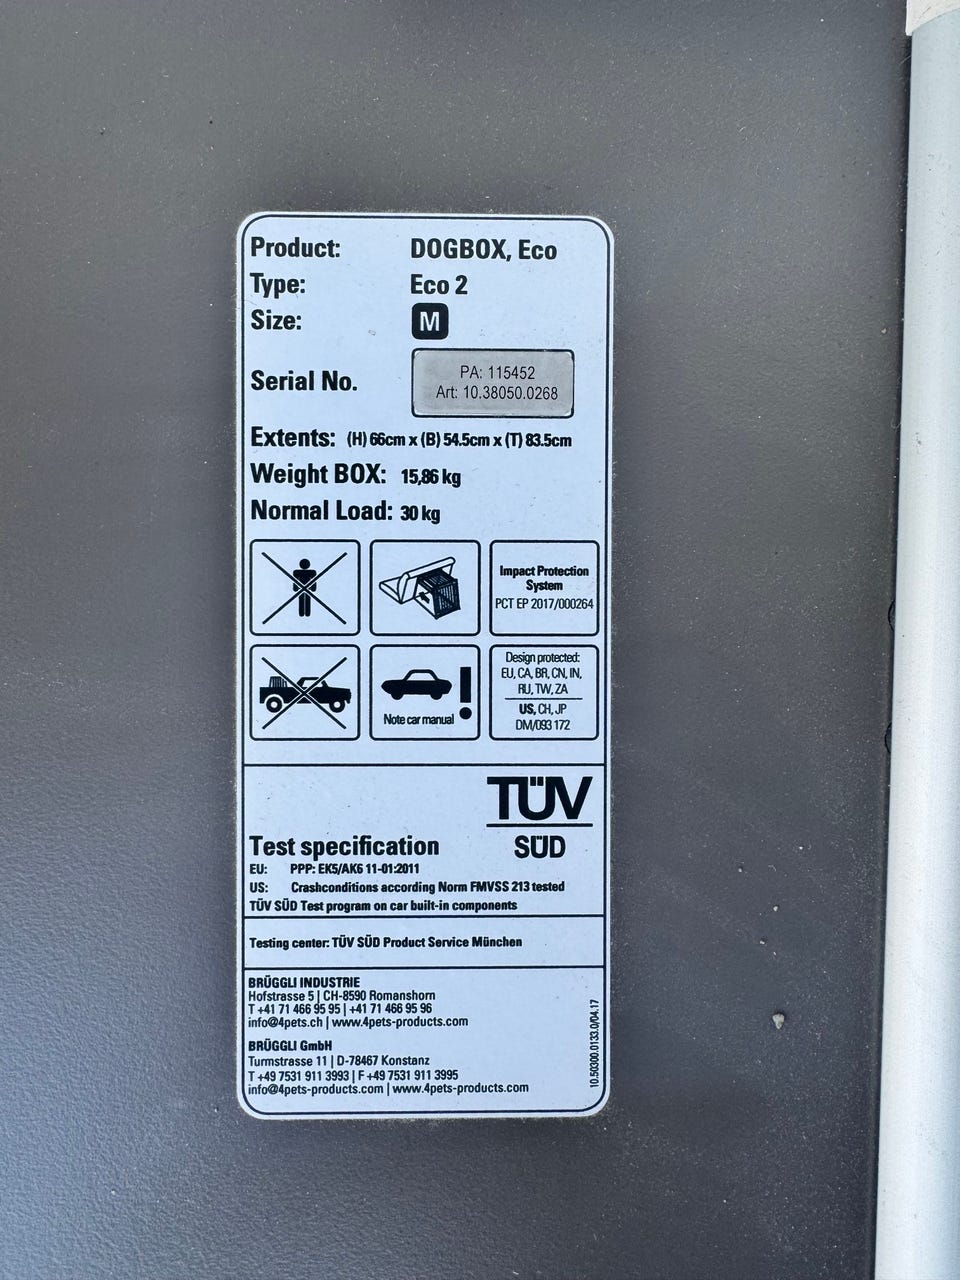 Product: DOGBOX, Eco
Type: Eco 2
Size: M
Serial No. PA: 115452
Art: 10.38050.0268
Extents: (H) 66cm x (B) 54.5cm x (T) 83.5cm
Weight BOX: 15,86 kg
Normal Load: 30 kg
Impact Protection
System
PCT EP 2017/000264
Note car manual
Design protected:
EU, CA, BR, CN, IN,
RU, TW, ZA
US, CH, JP
DM/093 172
TÜV
SÜD
Test specification
EU: PPP: EK5/AK6 11-01:2011
US: Crashconditions according Norm FMVSS 213 tested
TÜV SÜD Test program on car built-in components
Testing center: TÜV SÜD Product Service München
BRÜGGLI INDUSTRIE
Hofstrasse 5 | CH-8590 Romanshorn
T +41 71 466 95 95 | +41 71 466 95 96
info@4pets.ch | www.4pets-products.com
BRÜGGLI GmbH
Turmstrasse 11 | D-78467 Konstanz
T +49 7531 911 3993 | F +49 7531 911 3995
info@4pets-products.com | www.4pets-products.com
10.50300.0133.0/04.17